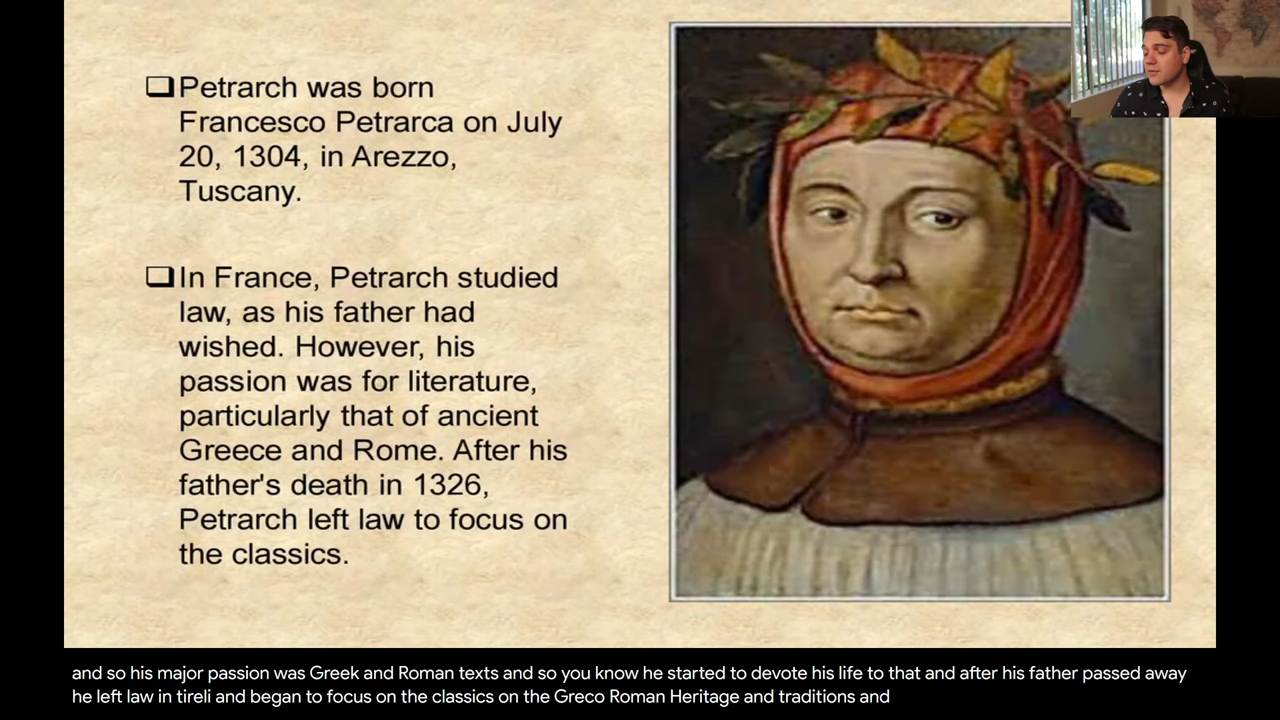 Petrarch was born
Francesco Petrarca on July
20, 1304, in Arezzo,
Tuscany.
In France, Petrarch studied
law, as his father had
wished. However, his
passion was for literature,
particularly that of ancient
Greece and Rome. After his
father's death in 1326,
Petrarch left law to focus on
the classics.
and so his major passion was Greek and Roman texts and so you know he started to devote his life to that and after his father passed away
he left law in tireli and began to focus on the classics on the Greco Roman Heritage and traditions and